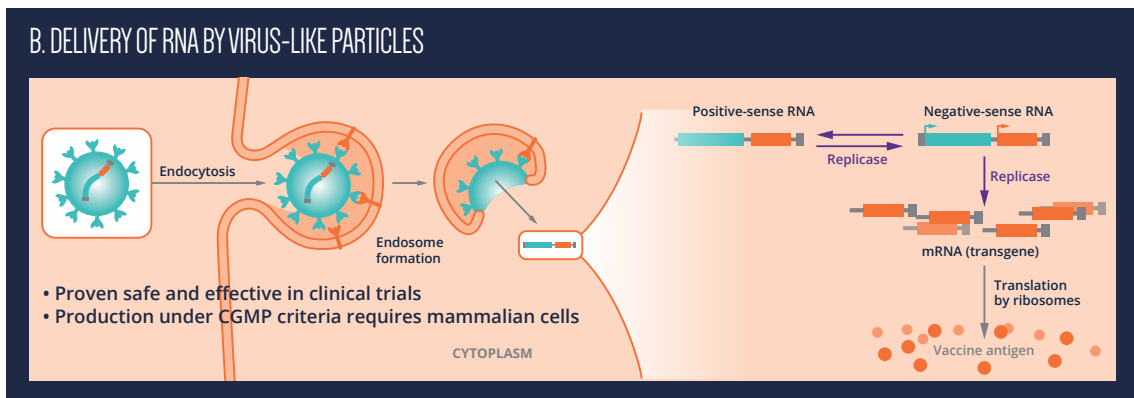 B. DELIVERY OF RNA BY VIRUS-LIKE PARTICLES
Endocytosis
Endosome
formation
• Proven safe and effective in clinical trials
• Production under CGMP criteria requires mammalian cells
CYTOPLASM
Positive-sense RNA
Negative-sense RNA
Replicase
Replicase
mRNA (transgene)
Translation
by ribosomes
Vaccine antigen